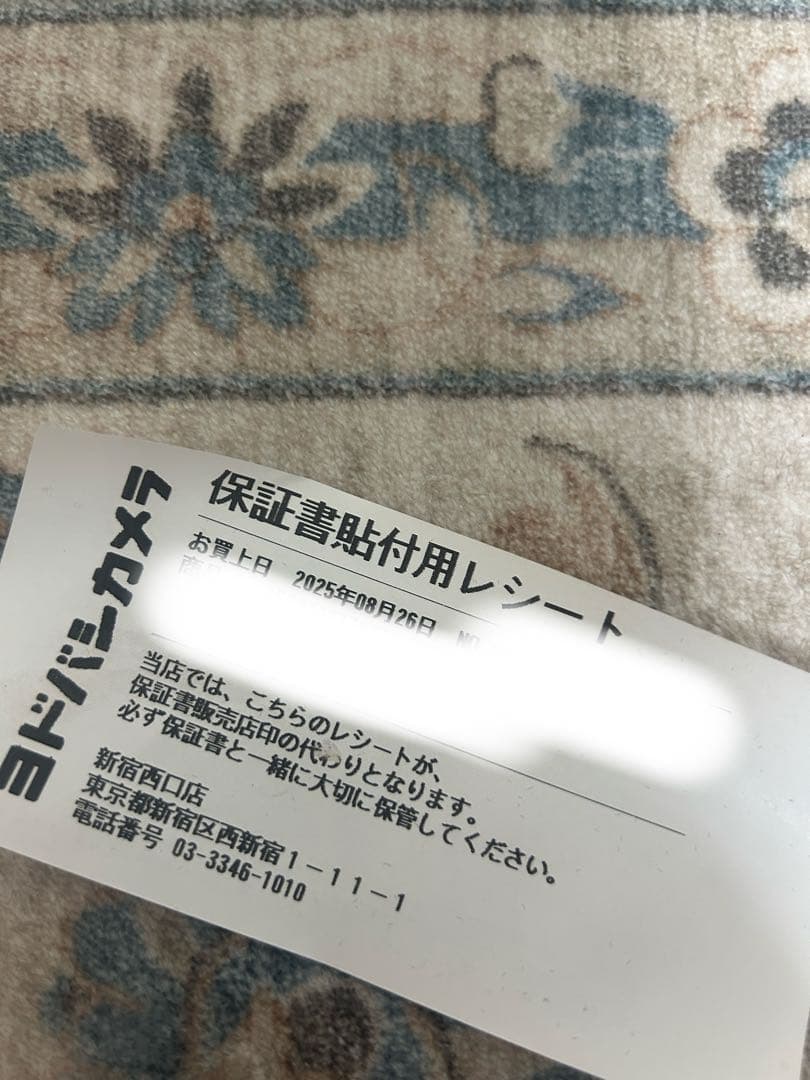 ヨドバシカメラ
保証書貼付用レシート
お買上日 2025年08月26日 NO
当店では、こちらのレシートが、
保証書販売店印の代わりとなります。
必ず保証書と一緒に大切に保管してください。
新宿西口店
東京都新宿区西新宿1-11-1
電話番号 03-3346-1010